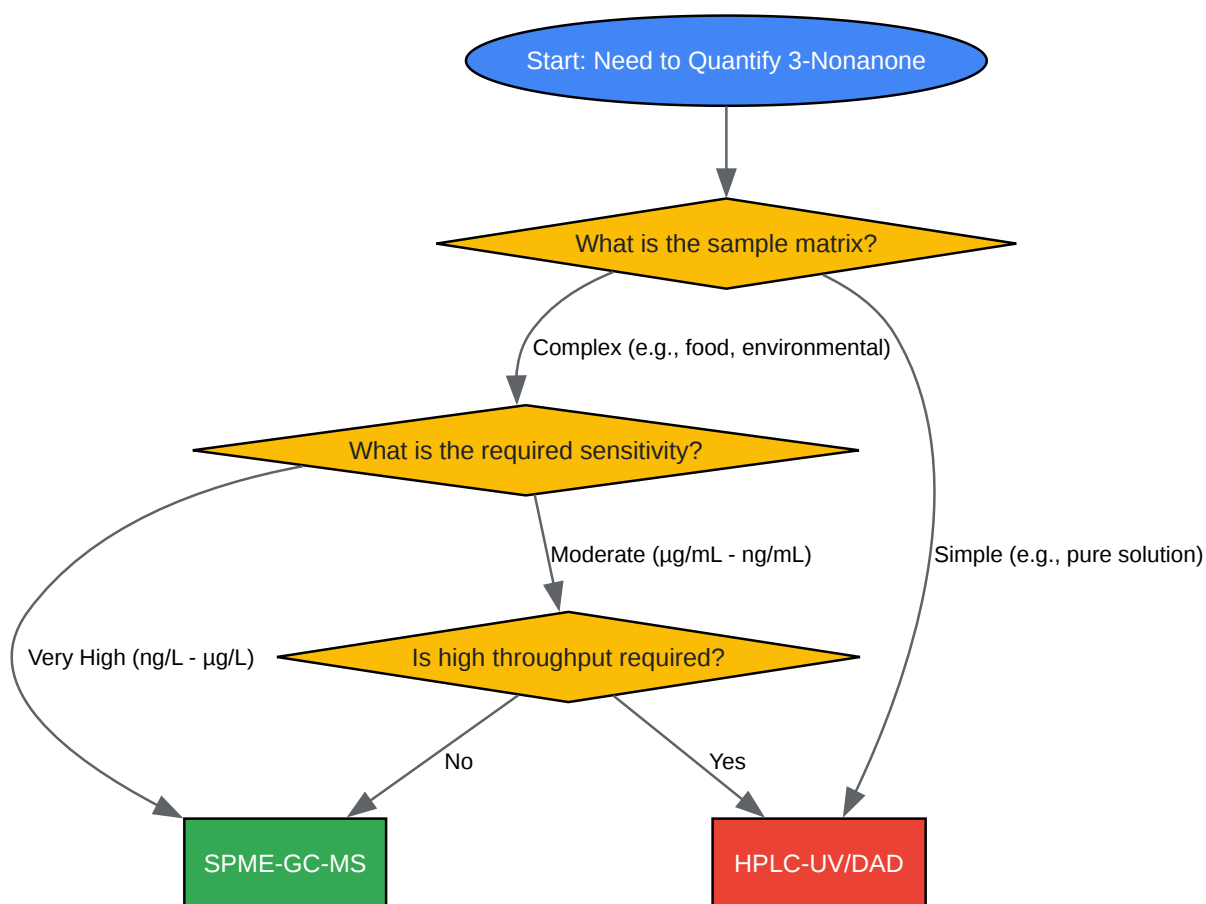 Start: Need to Quantify 3-Nonanone
What is the sample matrix?
Complex (e.g., food, environmental)
What is the required sensitivity?
Moderate (µg/mL - ng/mL)
Simple (e.g., pure solution)
Very High (ng/L - µg/L)
Is high throughput required?
No
Yes
SPME-GC-MS
HPLC-UV/DAD